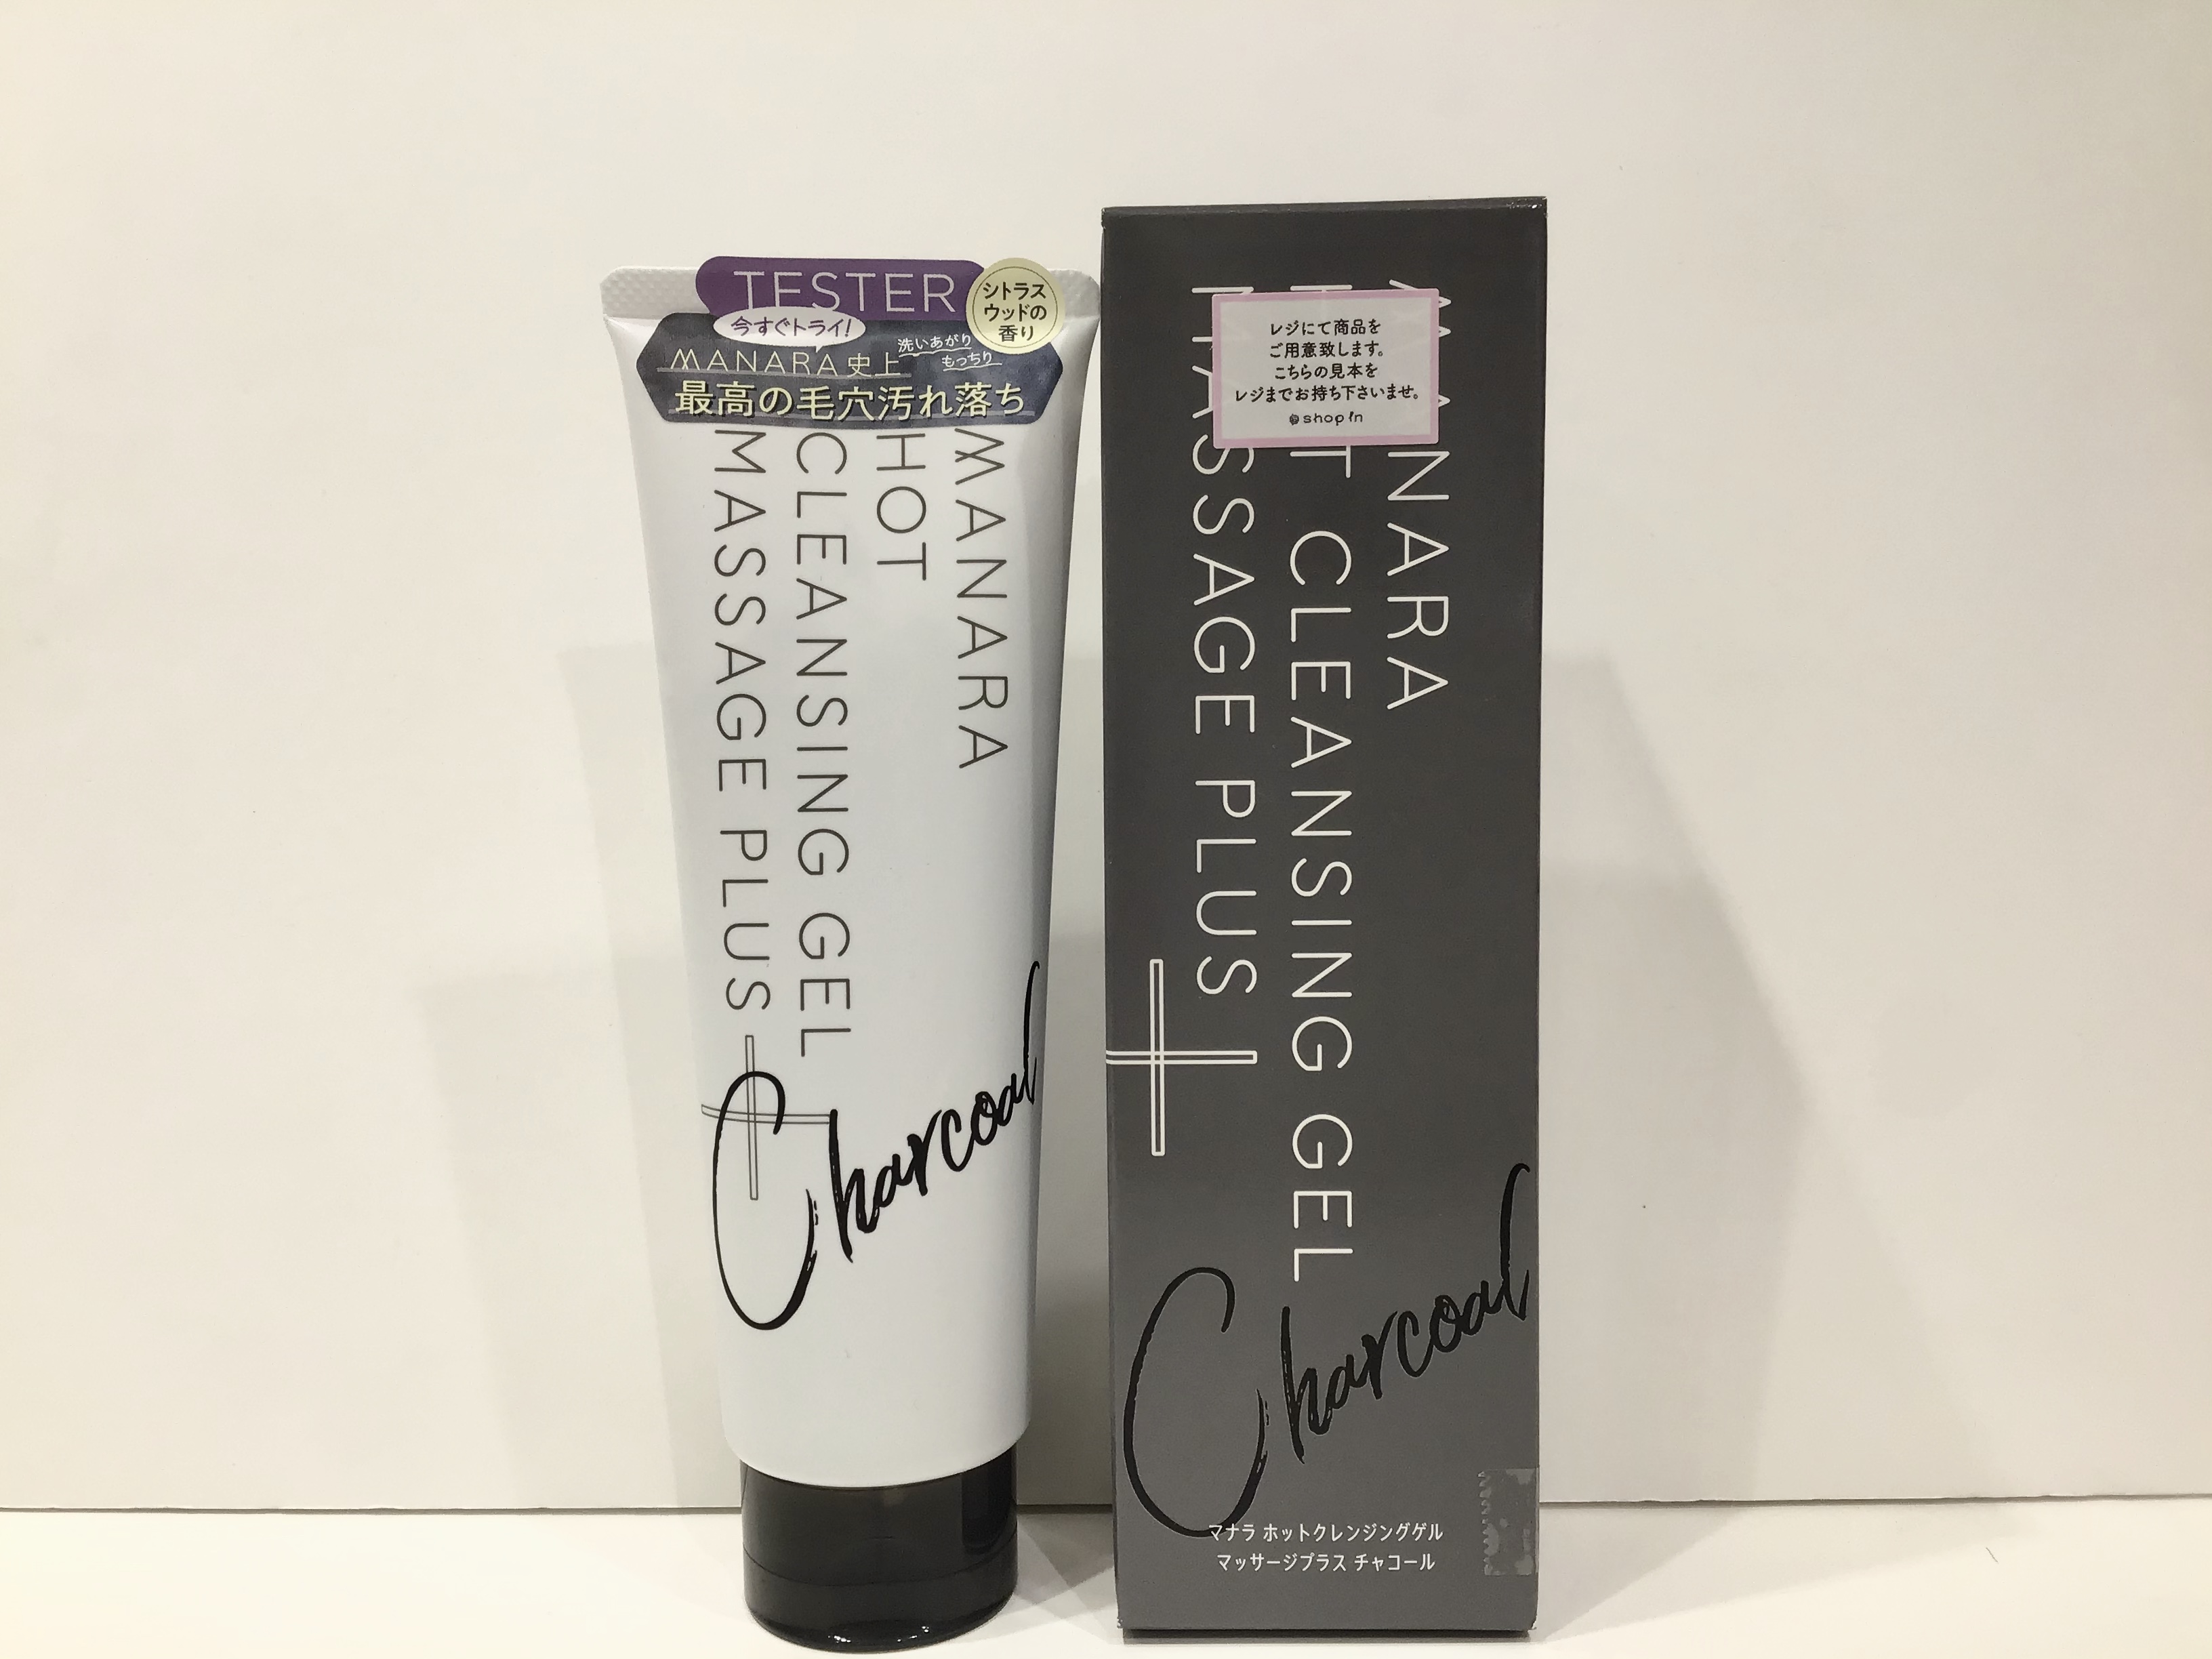 TESTER
シトラス
ウッドの
香り
今すぐトライ!
洗いあがり
もっちり
MANARA史上
最高の毛穴汚れ落ち
MANARA
HOT
CLEANSING GEL
MASSAGE PLUS
Charcoal
レジにて商品を
ご用意致します。
こちらの見本を
レジまでお持ち下さいませ。
shop in
MANARA
HOT CLEANSING GEL
MASSAGE PLUS
Charcoal
マナラ ホットクレンジングゲル
マッサージプラス チャコール